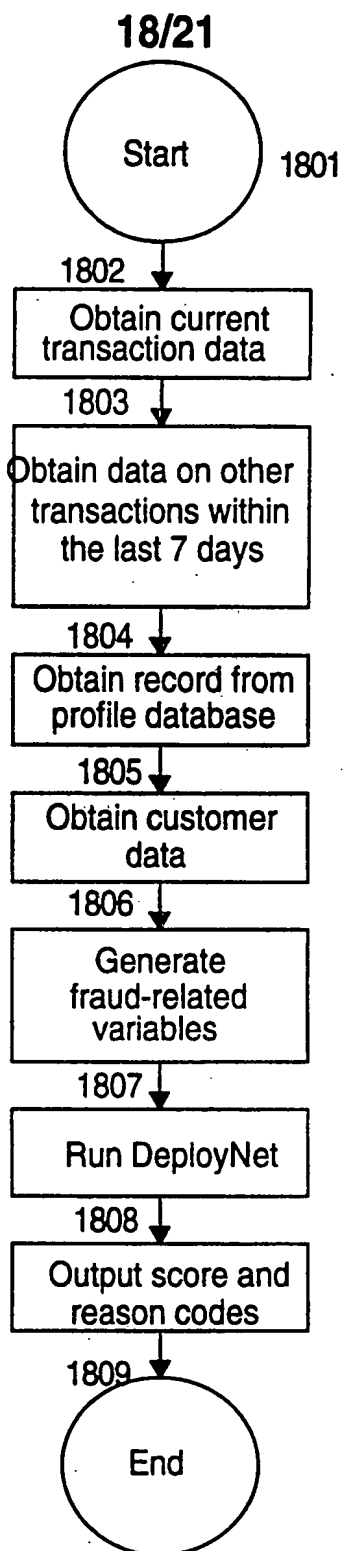 18/21
Start
1801
1802
Obtain current
transaction data
1803
Obtain data on other
transactions within
the last 7 days
1804
Obtain record from
profile database
1805
Obtain customer
data
1806
Generate
fraud-related
variables
1807
Run DeployNet
1808
Output score and
reason codes
1809
End